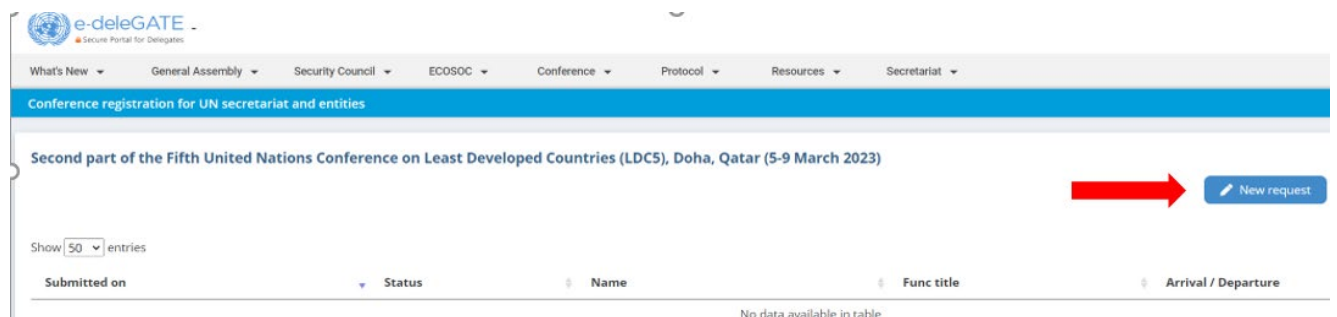 e-deleGATE
Secure Portal for Delegates
What's New General Assembly Security Council ECOSOC Conference Protocol Resources Secretariat
Conference registration for UN secretariat and entities
Second part of the Fifth United Nations Conference on Least Developed Countries (LDC5), Doha, Qatar (5-9 March 2023)
New request
Show 50 entries
Submitted on Status Name Func title Arrival / Departure
No data available in table